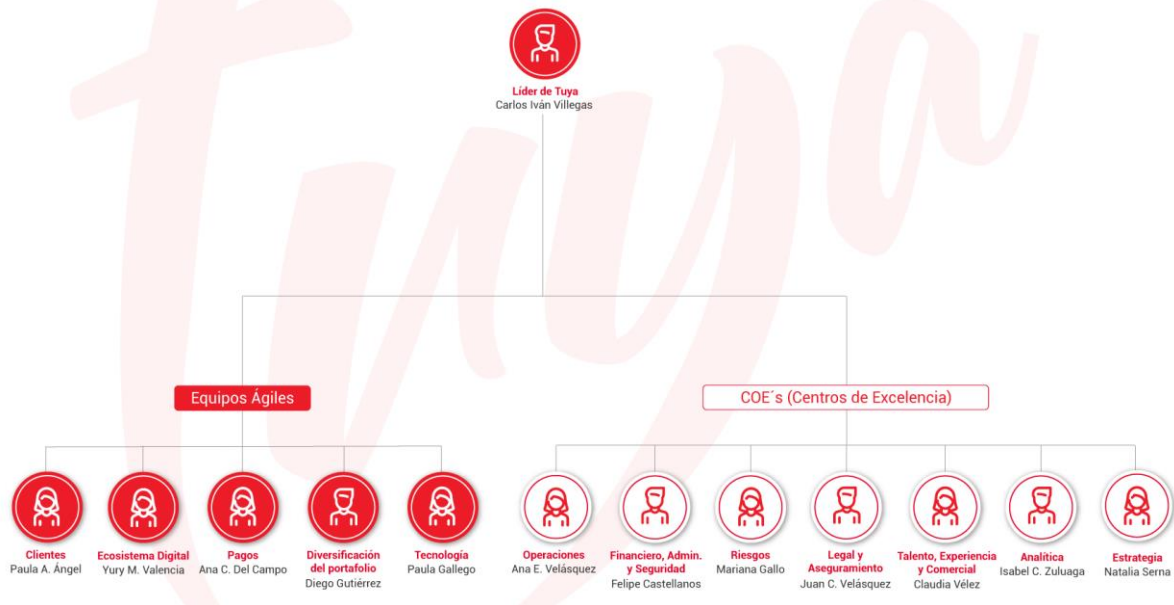 tuya
Líder de Tuya
Carlos Iván Villegas
Equipos Ágiles
COE´s (Centros de Excelencia)
Clientes
Paula A. Ángel
Ecosistema Digital
Yury M. Valencia
Pagos
Ana C. Del Campo
Diversificación
del portafolio
Diego Gutiérrez
Tecnología
Paula Gallego
Operaciones
Ana E. Velásquez
Financiero, Admin.
y Seguridad
Felipe Castellanos
Riesgos
Mariana Gallo
Legal y
Aseguramiento
Juan C. Velásquez
Talento, Experiencia
y Comercial
Claudia Vélez
Analítica
Isabel C. Zuluaga
Estrategia
Natalia Serna